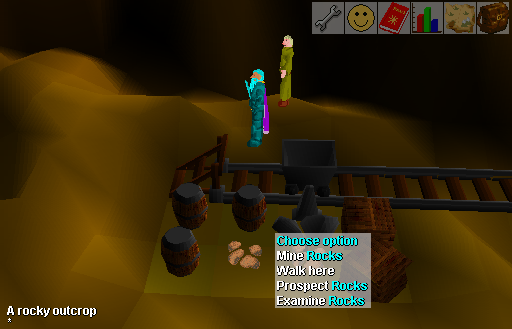 Choose option
Mine Rocks
Walk here
Prospect Rocks
Examine Rocks
A rocky outcrop
*